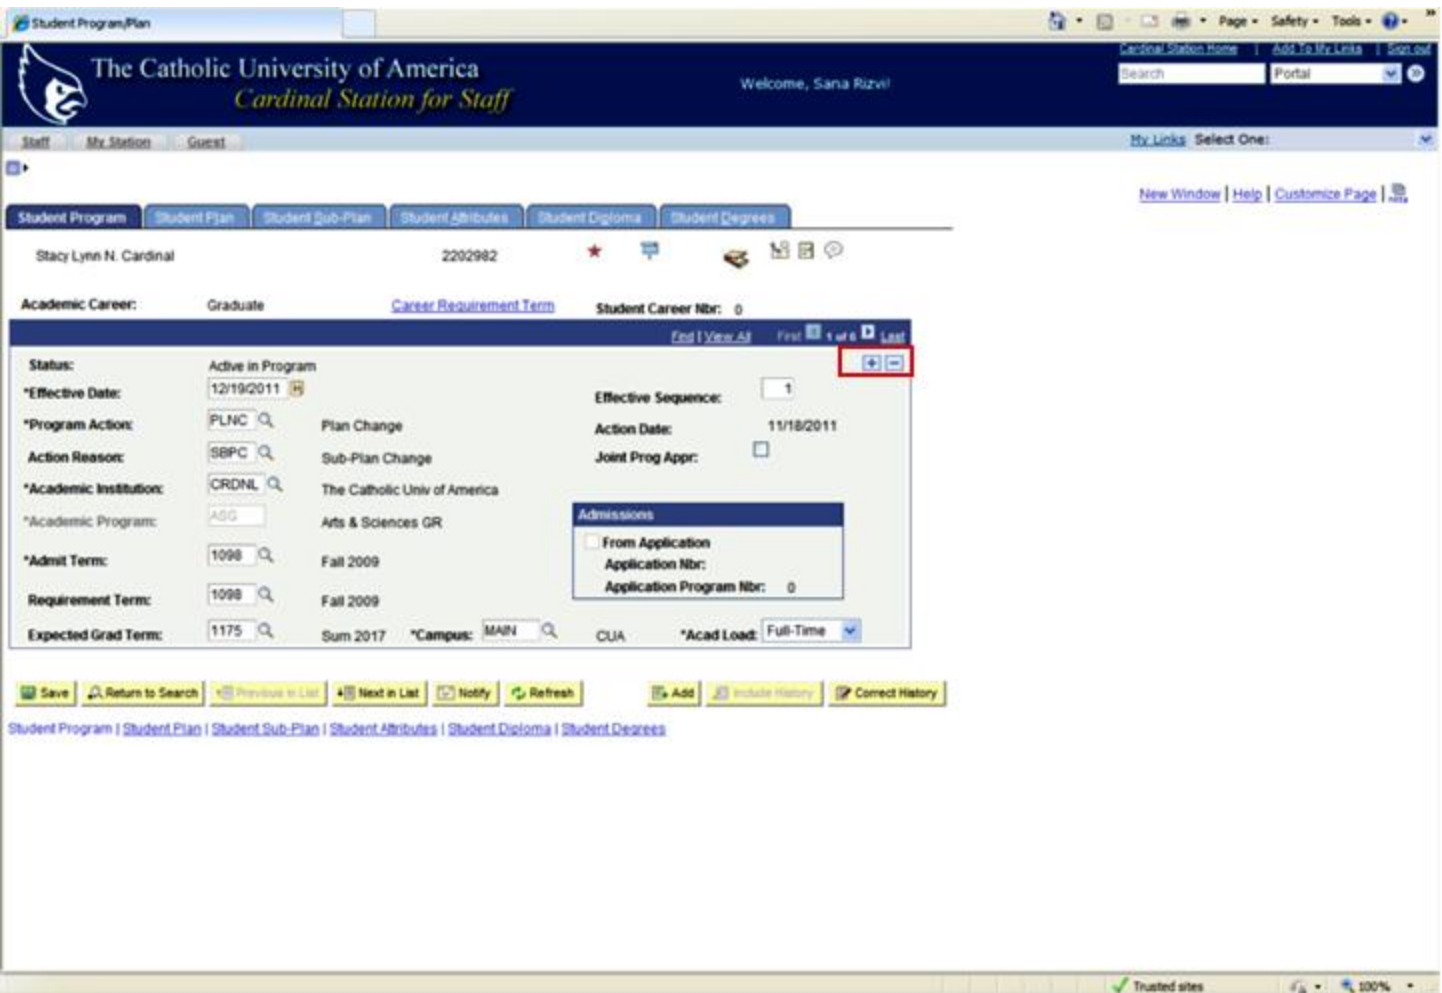 Student Program/Plan
Page Safety Tools
The Catholic University of America
Cardinal Station for Staff
Welcome, Sana Rizvi!
Cardinal Station Home | Add To My Links | Sign out
Search Portal
Staff My Station Guest
My Links Select One:
New Window | Help | Customize Page |
Student Program Student Plan Student Sub-Plan Student Attributes Student Diploma Student Degrees
Stacy Lynn N. Cardinal 2202982
Academic Career: Graduate Career Requirement Term Student Career Nbr: 0
Find | View All First 1 of 6 Last
Status: Active in Program
*Effective Date: 12/19/2011 Effective Sequence: 1
*Program Action: PLNC Plan Change Action Date: 11/18/2011
Action Reason: SBPC Sub-Plan Change Joint Prog Appr:
*Academic Institution: CRDNL The Catholic Univ of America
*Academic Program: ASG Arts & Sciences GR
Admissions
From Application
Application Nbr:
Application Program Nbr: 0
*Admit Term: 1098 Fall 2009
Requirement Term: 1098 Fall 2009
Expected Grad Term: 1175 Sum 2017 *Campus: MAIN CUA *Acad Load: Full-Time
Save Return to Search Previous in List Next in List Notify Refresh Add Include History Correct History
Student Program | Student Plan | Student Sub-Plan | Student Attributes | Student Diploma | Student Degrees
Trusted sites 100%